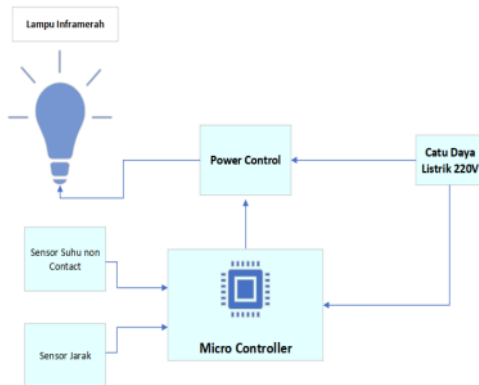 Lampu Inframerah
Power Control
Catu Daya
Listrik 220V
Sensor Suhu non
Contact
Micro Controller
Sensor Jarak